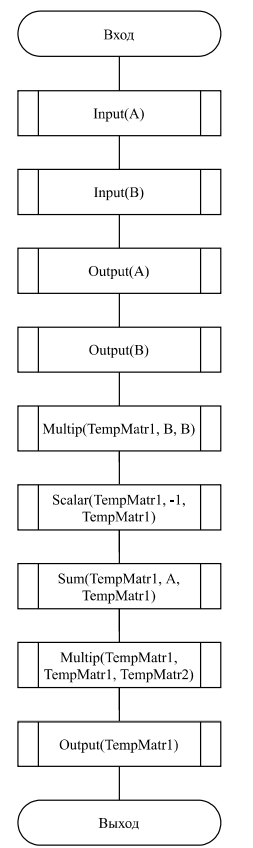 Вход
Input(A)
Input(B)
Output(A)
Output(B)
Multip(TempMatr1, B, B)
Scalar(TempMatr1, -1,
TempMatr1)
Sum(TempMatr1, A,
TempMatr1)
Multip(TempMatr1,
TempMatr1, TempMatr2)
Output(TempMatr1)
Выход